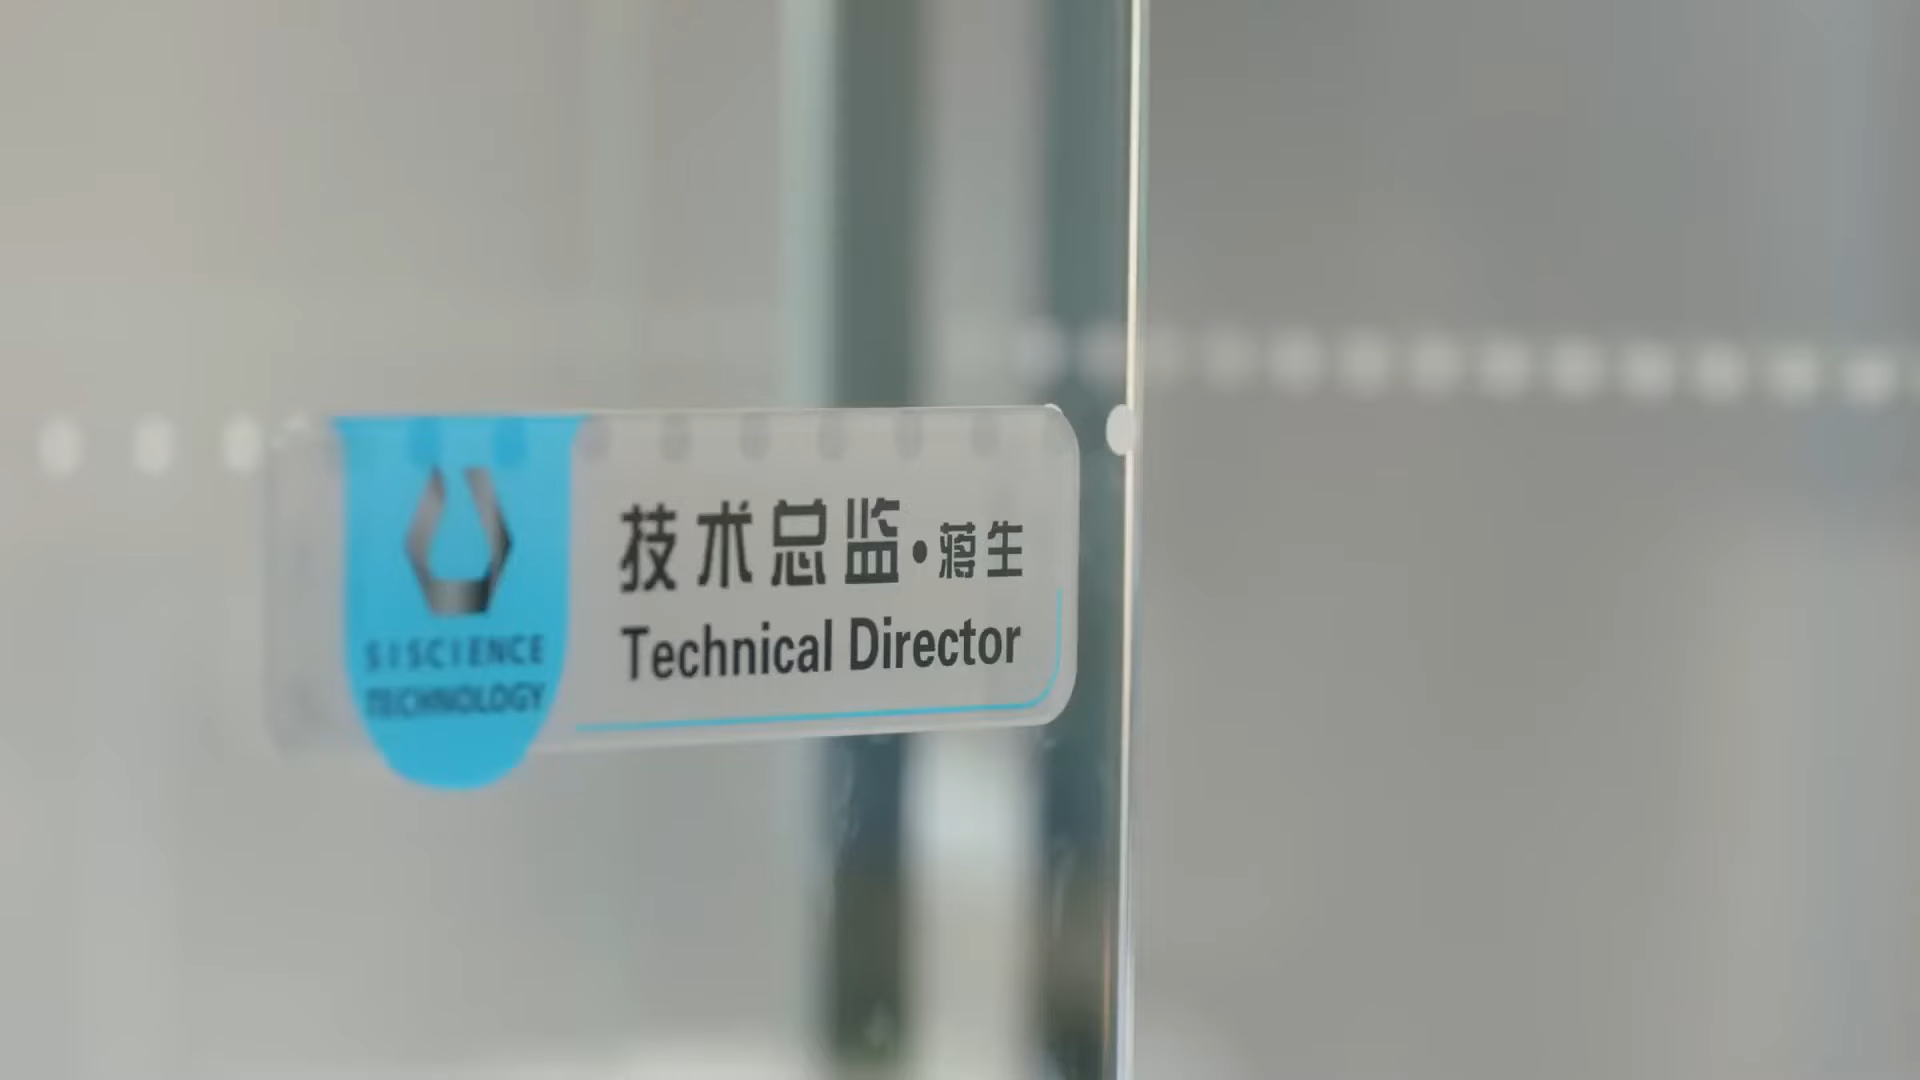 SISCIENCE
TECHNOLOGY
技术总监·蒋生
Technical Director